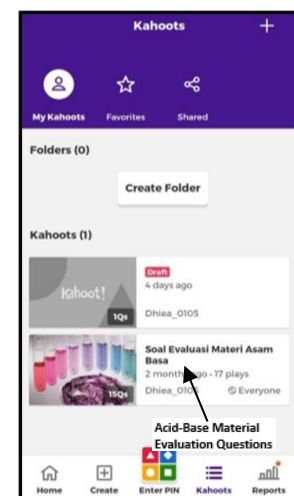 Kahoots
+
My Kahoots Favorites Shared
Folders (0)
Create Folder
Kahoots (1)
Draft
4 days ago
Kahoot!
1Qs
Dhiea_0105
Soal Evaluasi Materi Asam
Basa
2 month ago • 17 plays
15Qs
Dhiea_0105 Everyone
Acid-Base Material
Evaluation Questions
Home Create Enter PIN Kahoots Reports